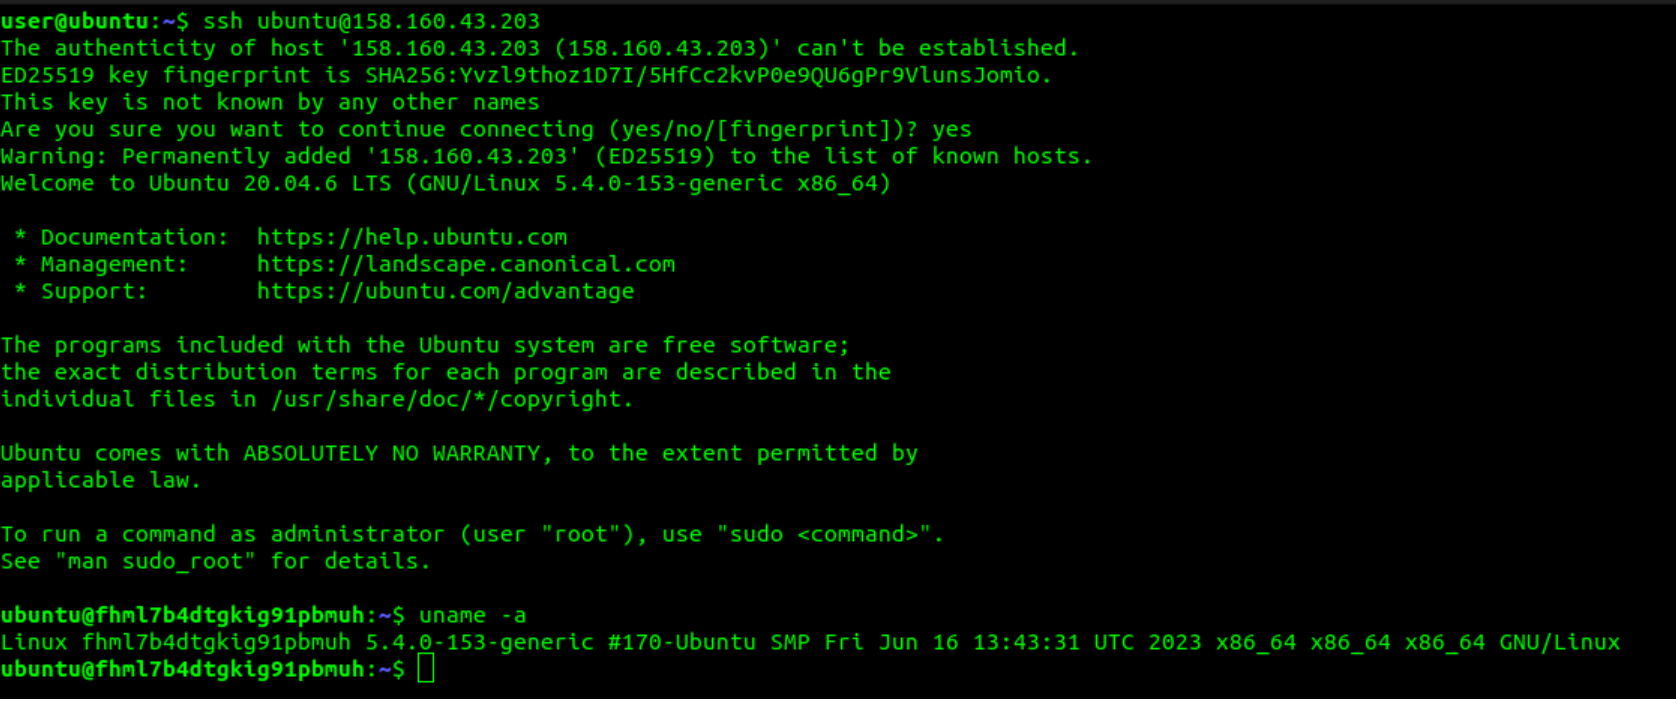 user@ubuntu:~$ ssh ubuntu@158.160.43.203
The authenticity of host '158.160.43.203 (158.160.43.203)' can't be established.
ED25519 key fingerprint is SHA256:Yvzl9thoz1D7I/5HfCc2kvP0e9QU6gPr9VlunsJomio.
This key is not known by any other names
Are you sure you want to continue connecting (yes/no/[fingerprint])? yes
Warning: Permanently added '158.160.43.203' (ED25519) to the list of known hosts.
Welcome to Ubuntu 20.04.6 LTS (GNU/Linux 5.4.0-153-generic x86_64)
* Documentation:  https://help.ubuntu.com
* Management:     https://landscape.canonical.com
* Support:        https://ubuntu.com/advantage
The programs included with the Ubuntu system are free software;
the exact distribution terms for each program are described in the
individual files in /usr/share/doc/*/copyright.
Ubuntu comes with ABSOLUTELY NO WARRANTY, to the extent permitted by
applicable law.
To run a command as administrator (user "root"), use "sudo <command>".
See "man sudo_root" for details.
ubuntu@fhml7b4dtgkig91pbmuh:~$ uname -a
Linux fhml7b4dtgkig91pbmuh 5.4.0-153-generic #170-Ubuntu SMP Fri Jun 16 13:43:31 UTC 2023 x86_64 x86_64 x86_64 GNU/Linux
ubuntu@fhml7b4dtgkig91pbmuh:~$